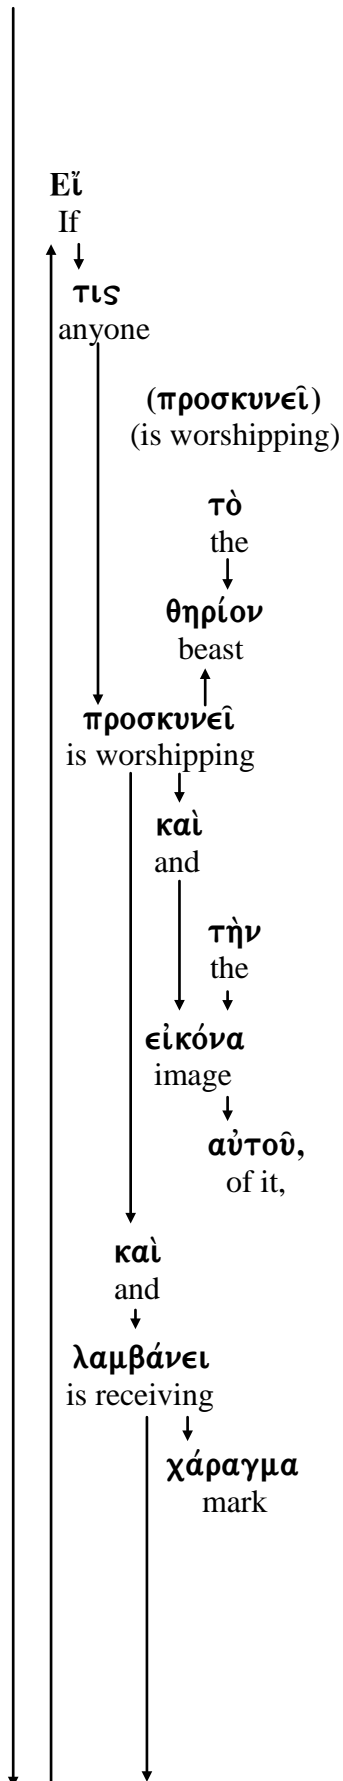 Εἴ
If
τις
anyone
(προσκυνεῖ)
(is worshipping)
τὸ
the
θηρίον
beast
προσκυνεῖ
is worshipping
καὶ
and
τὴν
the
εἰκόνα
image
αὐτοῦ,
of it,
καὶ
and
λαμβάνει
is receiving
χάραγμα
mark